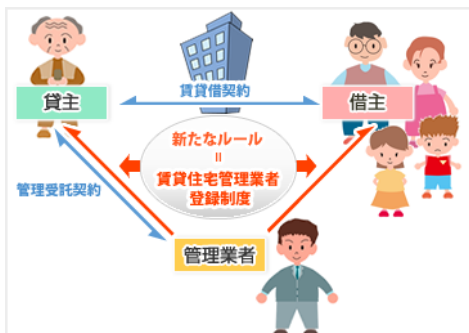 賃貸借契約
貸主
借主
新たなルール
=
賃貸住宅管理業者
登録制度
管理受託契約
管理業者